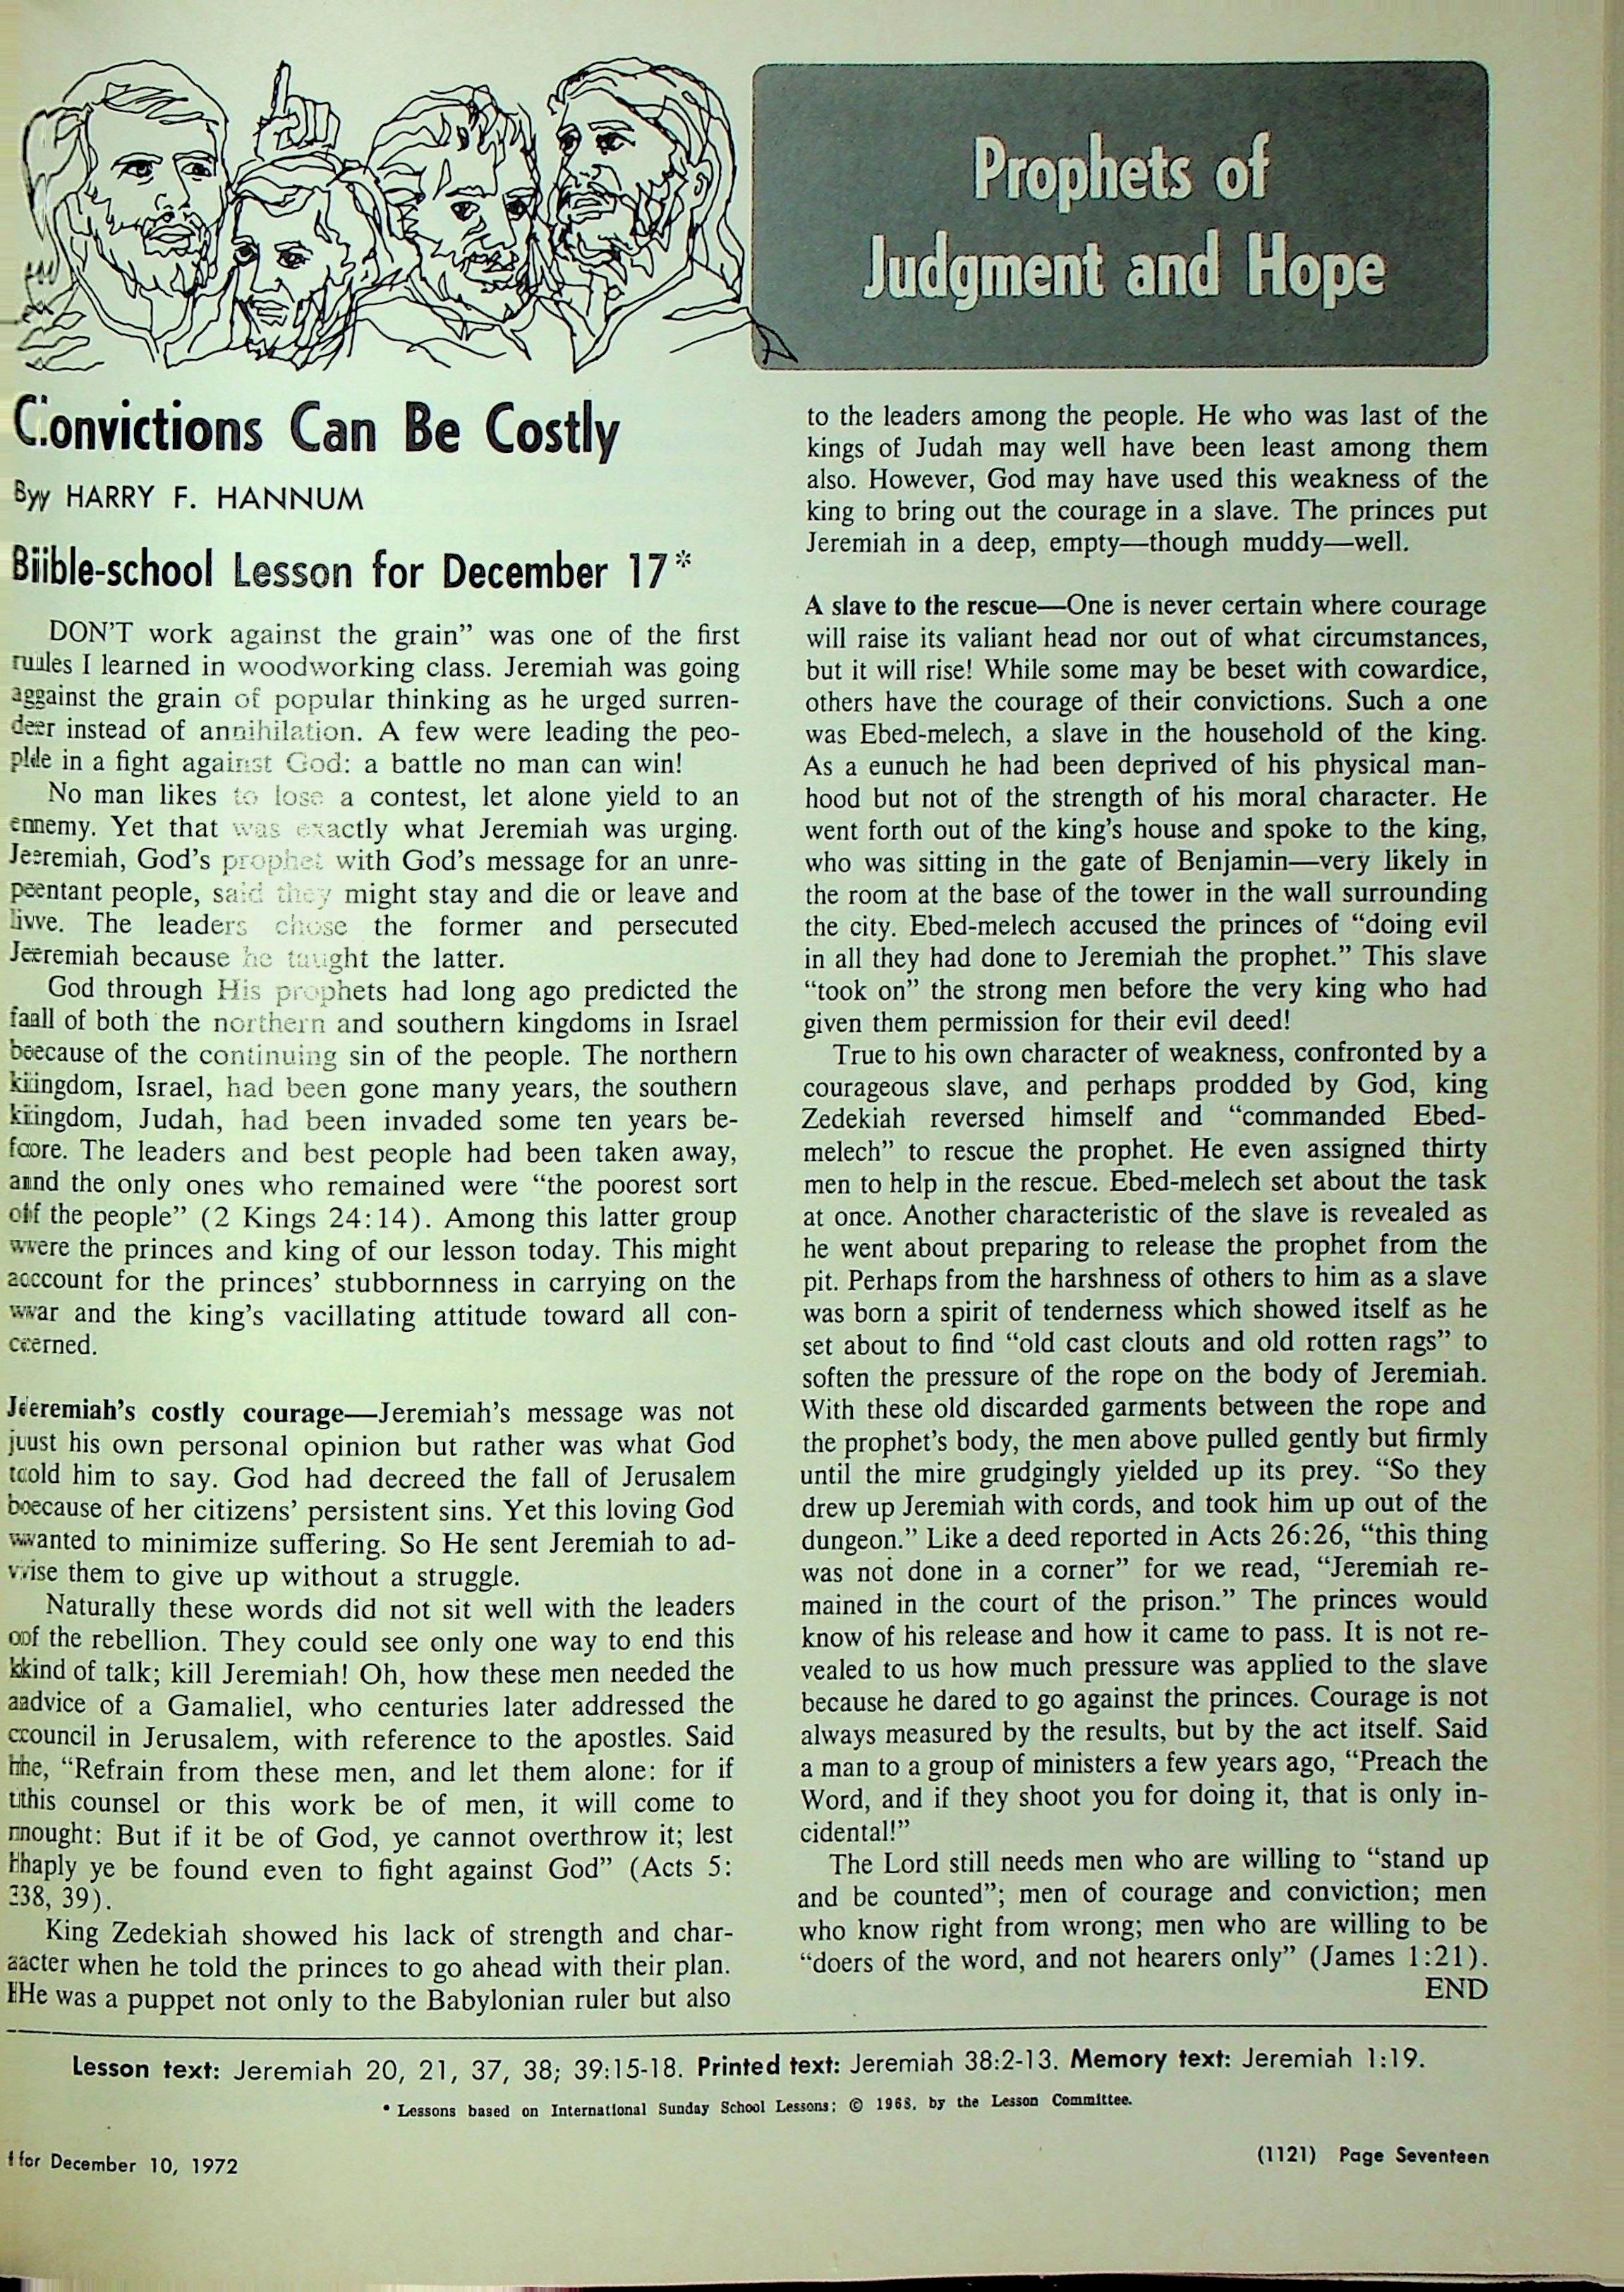 Prophets of
Judgment and Hope
Convictions Can Be Costly
By HARRY F. HANNUM
Bible-school Lesson for December 17*
DON'T work against the grain” was one of the first
rules I learned in woodworking class. Jeremiah was going
against the grain of popular thinking as he urged surren-
der instead of annihilation. A few were leading the peo-
ple in a fight against God: a battle no man can win!
No man likes to lose a contest, let alone yield to an
enemy. Yet that was exactly what Jeremiah was urging.
Jeremiah, God's prophet with God's message for an unre-
pentant people, said they might stay and die or leave and
live. The leaders chose the former and persecuted
Jeremiah because he taught the latter.
God through His prophets had long ago predicted the
fall of both the northern and southern kingdoms in Israel
because of the continuing sin of the people. The northern
kingdom, Israel, had been gone many years, the southern
kingdom, Judah, had been invaded some ten years be-
fore. The leaders and best people had been taken away,
and the only ones who remained were “the poorest sort
of the people” (2 Kings 24:14). Among this latter group
were the princes and king of our lesson today. This might
account for the princes' stubbornness in carrying on the
war and the king's vacillating attitude toward all con-
cerned.
Jeremiah's costly courage—Jeremiah's message was not
just his own personal opinion but rather was what God
told him to say. God had decreed the fall of Jerusalem
because of her citizens' persistent sins. Yet this loving God
wanted to minimize suffering. So He sent Jeremiah to ad-
vise them to give up without a struggle.
Naturally these words did not sit well with the leaders
of the rebellion. They could see only one way to end this
kind of talk; kill Jeremiah! Oh, how these men needed the
advice of a Gamaliel, who centuries later addressed the
council in Jerusalem, with reference to the apostles. Said
he, “Refrain from these men, and let them alone: for if
this counsel or this work be of men, it will come to
nought: But if it be of God, ye cannot overthrow it; lest
haply ye be found even to fight against God” (Acts 5:
38, 39).
King Zedekiah showed his lack of strength and char-
acter when he told the princes to go ahead with their plan.
He was a puppet not only to the Babylonian ruler but also
to the leaders among the people. He who was last of the
kings of Judah may well have been least among them
also. However, God may have used this weakness of the
king to bring out the courage in a slave. The princes put
Jeremiah in a deep, empty—though muddy—well.
A slave to the rescue—One is never certain where courage
will raise its valiant head nor out of what circumstances,
but it will rise! While some may be beset with cowardice,
others have the courage of their convictions. Such a one
was Ebed-melech, a slave in the household of the king.
As a eunuch he had been deprived of his physical man-
hood but not of the strength of his moral character. He
went forth out of the king's house and spoke to the king,
who was sitting in the gate of Benjamin—very likely in
the room at the base of the tower in the wall surrounding
the city. Ebed-melech accused the princes of “doing evil
in all they had done to Jeremiah the prophet.” This slave
“took on” the strong men before the very king who had
given them permission for their evil deed!
True to his own character of weakness, confronted by a
courageous slave, and perhaps prodded by God, king
Zedekiah reversed himself and “commanded Ebed-
melech” to rescue the prophet. He even assigned thirty
men to help in the rescue. Ebed-melech set about the task
at once. Another characteristic of the slave is revealed as
he went about preparing to release the prophet from the
pit. Perhaps from the harshness of others to him as a slave
was born a spirit of tenderness which showed itself as he
set about to find “old cast clouts and old rotten rags” to
soften the pressure of the rope on the body of Jeremiah.
With these old discarded garments between the rope and
the prophet's body, the men above pulled gently but firmly
until the mire grudgingly yielded up its prey. “So they
drew up Jeremiah with cords, and took him up out of the
dungeon.” Like a deed reported in Acts 26:26, “this thing
was not done in a corner” for we read, “Jeremiah re-
mained in the court of the prison.” The princes would
know of his release and how it came to pass. It is not re-
vealed to us how much pressure was applied to the slave
because he dared to go against the princes. Courage is not
always measured by the results, but by the act itself. Said
a man to a group of ministers a few years ago, “Preach the
Word, and if they shoot you for doing it, that is only in-
cidental!”
The Lord still needs men who are willing to “stand up
and be counted”; men of courage and conviction; men
who know right from wrong; men who are willing to be
“doers of the word, and not hearers only” (James 1:21).
END
Lesson text: Jeremiah 20, 21, 37, 38; 39:15-18. Printed text: Jeremiah 38:2-13. Memory text: Jeremiah 1:19.
* Lessons based on International Sunday School Lessons; © 1968, by the Lesson Committee.
for December 10, 1972
(1121) Page Seventeen